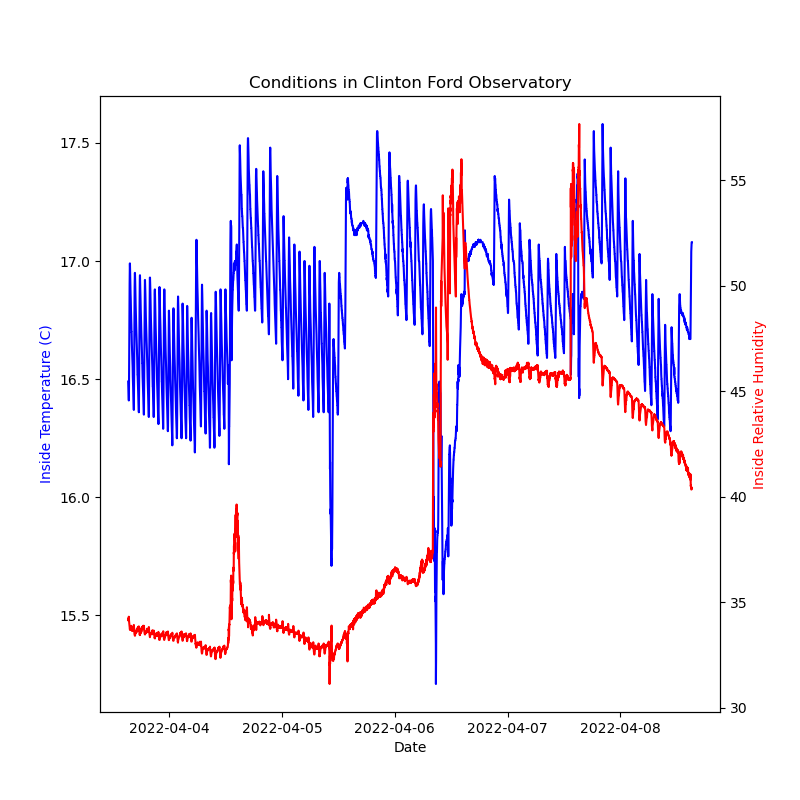 Conditions in Clinton Ford Observatory
17.5
17.0
16.5
16.0
15.5
Inside Temperature (C)
55
50
45
40
35
30
Inside Relative Humidity
2022-04-04 2022-04-05 2022-04-06 2022-04-07 2022-04-08
Date